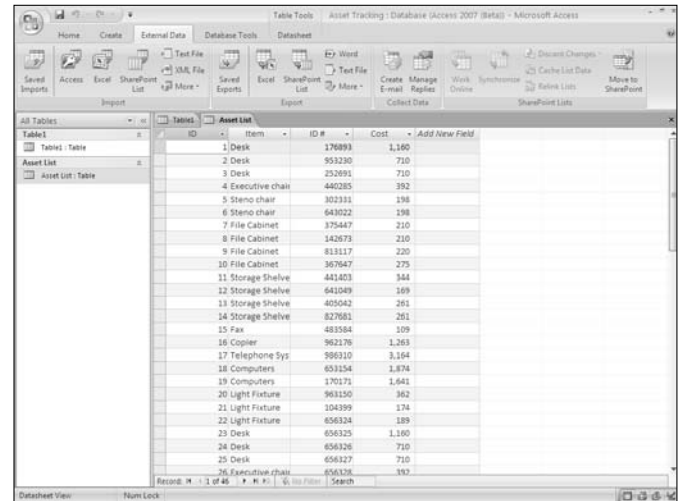 Table Tools Asset Tracking : Database (Access 2007 (Beta)) - Microsoft Access
Home Create External Data Database Tools Datasheet
Saved Imports
Access
Excel
SharePoint List
Text File
XML File
More
Import
Saved Exports
Excel
SharePoint List
Word
Text File
More
Export
Create E-mail
Manage Replies
Collect Data
Work Online
Synchronize
Discard Changes
Cache List Data
Relink Lists
Move to SharePoint
SharePoint Lists
All Tables
Table1
Table1 : Table
Asset List
Asset List : Table
Table1 Asset List
ID Item ID # Cost Add New Field
1 Desk 176893 1,160
2 Desk 953230 710
3 Desk 252691 710
4 Executive chair 440285 392
5 Steno chair 302331 198
6 Steno chair 643022 198
7 File Cabinet 375447 210
8 File Cabinet 142673 210
9 File Cabinet 813117 220
10 File Cabinet 367647 275
11 Storage Shelve 441403 344
12 Storage Shelve 641049 169
13 Storage Shelve 405042 261
14 Storage Shelve 827681 261
15 Fax 483584 109
16 Copier 962176 1,263
17 Telephone Sys 986310 3,164
18 Computers 653154 1,874
19 Computers 170171 1,641
20 Light Fixture 963150 362
21 Light Fixture 104399 174
22 Light Fixture 656324 189
23 Desk 656325 1,160
24 Desk 656326 710
25 Desk 656327 710
26 Executive chair 656328 392
Record: 1 of 46 No Filter Search
Datasheet View Num Lock